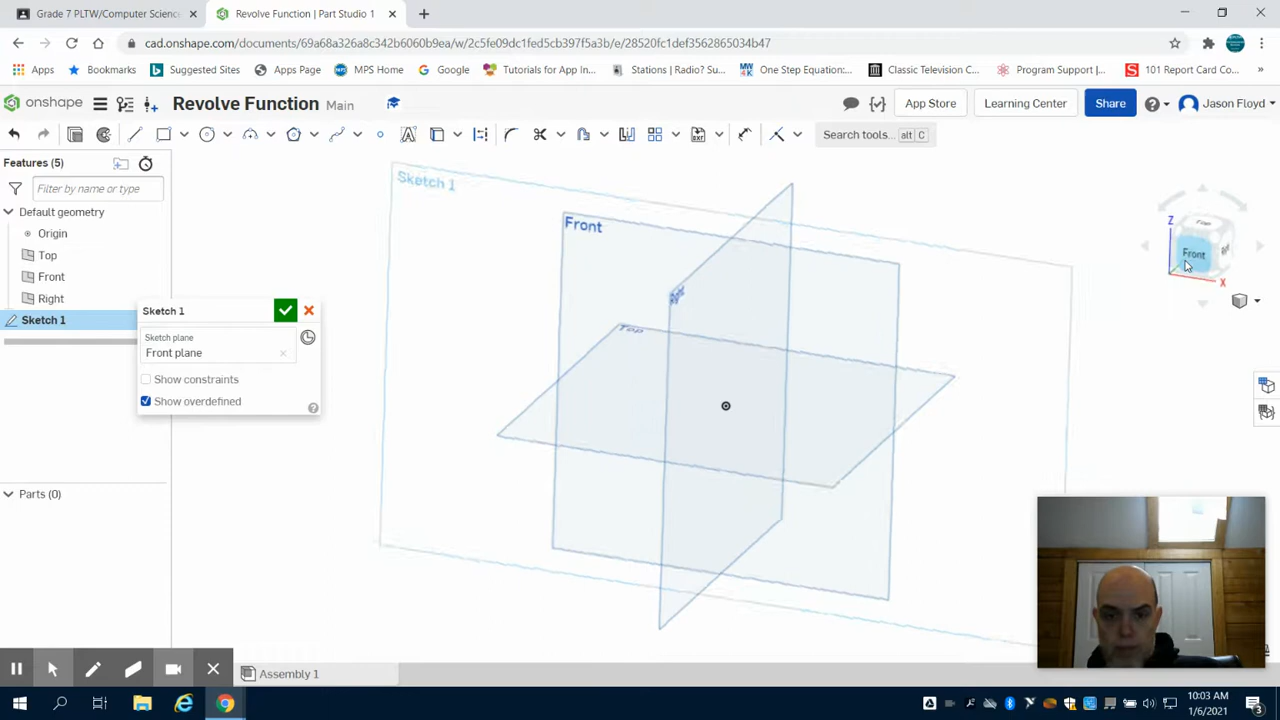 Grade 7 PLTW/Computer Science
Revolve Function | Part Studio 1
cad.onshape.com/documents/69a68a326a8c342b6060b9ea/w/2c5fe09dc1fad5cb397f5a3b/e/28520fc1def3562865034b47
Apps
Bookmarks
Suggested Sites
Apps Page
MPS Home
Google
Tutorials for App In...
Stations | Radio? Su...
One Step Equation:...
Classic Television C...
Program Support |...
101 Report Card Co...
onshape
Revolve Function
Main
App Store
Learning Center
Share
Jason Floyd
Search tools...
alt
C
Features (5)
Filter by name or type
Default geometry
Origin
Top
Front
Right
Sketch 1
Sketch 1
Sketch plane
Front plane
Show constraints
Show overdefined
Parts (0)
Sketch 1
Front
Top
Top
Front
Z
X
Assembly 1
10:03 AM
1/6/2021
3